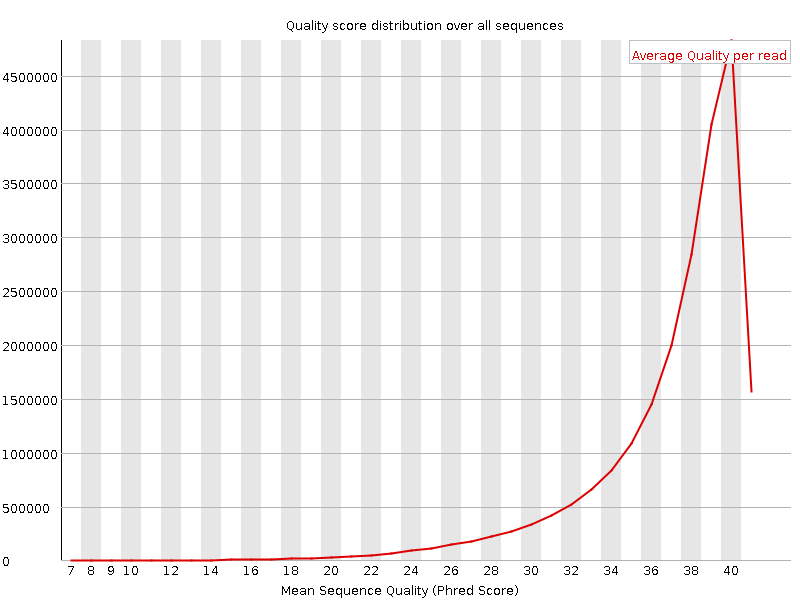 Quality score distribution over all sequences
Average Quality per read
4500000
4000000
3500000
3000000
2500000
2000000
1500000
1000000
500000
0
7 8 9 10 12 14 16 18 20 22 24 26 28 30 32 34 36 38 40
Mean Sequence Quality (Phred Score)